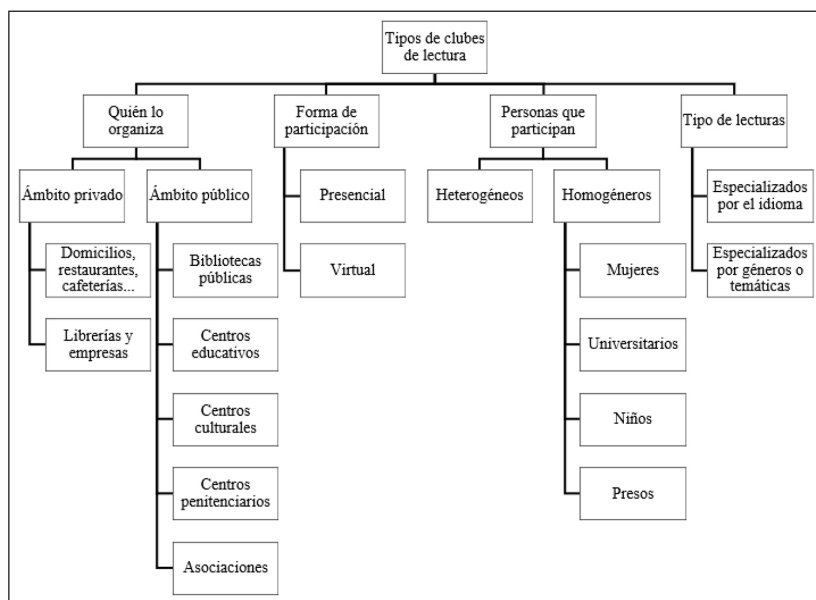 Tipos de clubes
de lectura
Quién lo
organiza
Forma de
participación
Personas que
participan
Tipo de lecturas
Ámbito privado
Ámbito público
Presencial
Heterogéneos
Homogéneros
Especializados
por el idioma
Domicilios,
restaurantes,
cafeterías...
Bibliotecas
públicas
Virtual
Mujeres
Especializados
por géneros o
temáticas
Librerías y
empresas
Centros
educativos
Universitarios
Centros
culturales
Niños
Centros
penitenciarios
Presos
Asociaciones